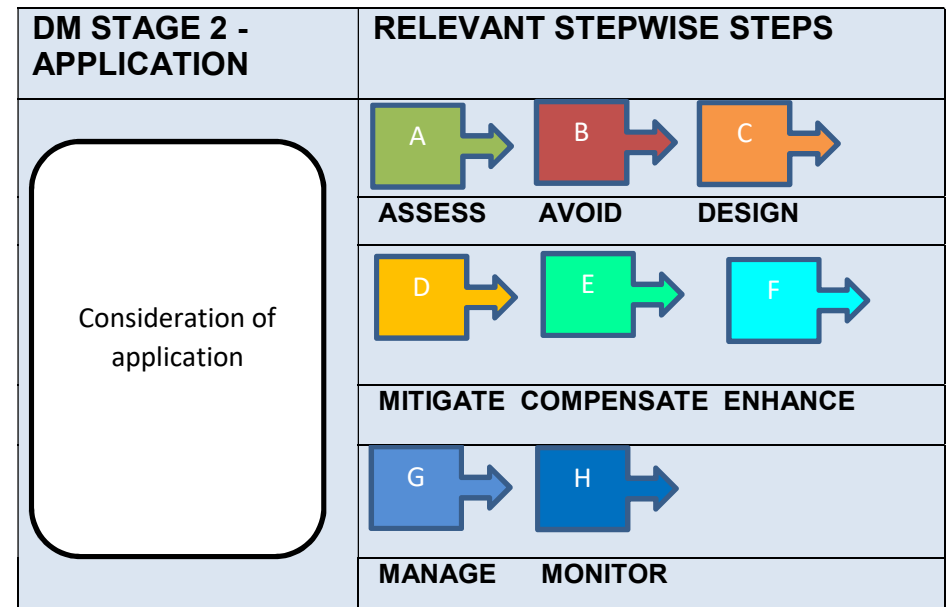 DM STAGE 2 -
APPLICATION
RELEVANT STEPWISE STEPS
Consideration of
application
A B C
ASSESS AVOID DESIGN
D E F
MITIGATE COMPENSATE ENHANCE
G H
MANAGE MONITOR